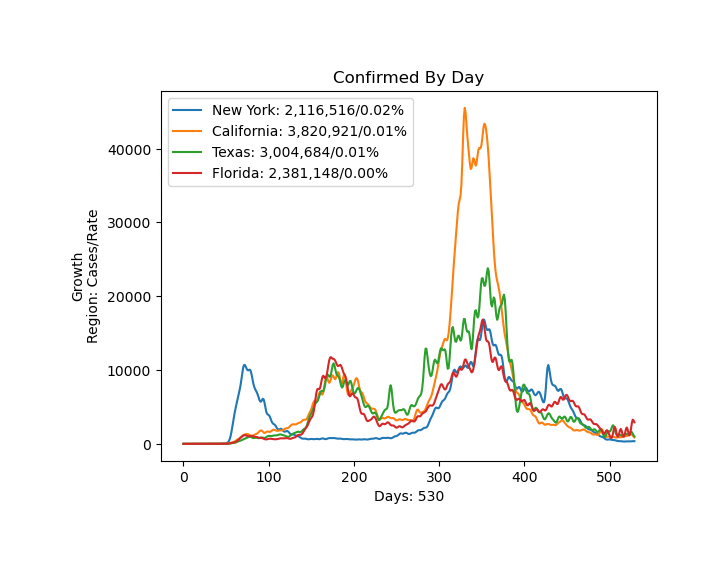 Confirmed By Day
New York: 2,116,516/0.02%
California: 3,820,921/0.01%
Texas: 3,004,684/0.01%
Florida: 2,381,148/0.00%
Growth
Region: Cases/Rate
40000
30000
20000
10000
0
0 100 200 300 400 500
Days: 530